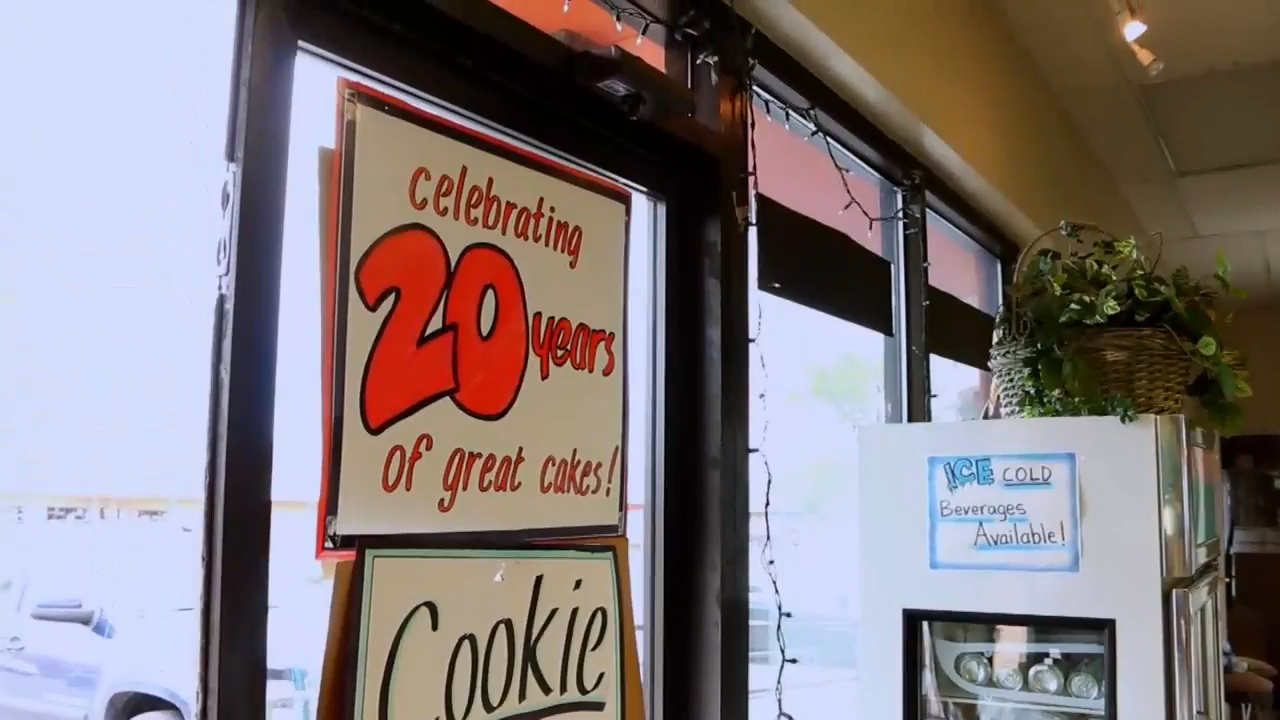 celebrating
20 years
of great cakes!
Cookie
ICE COLD
Beverages
Available!